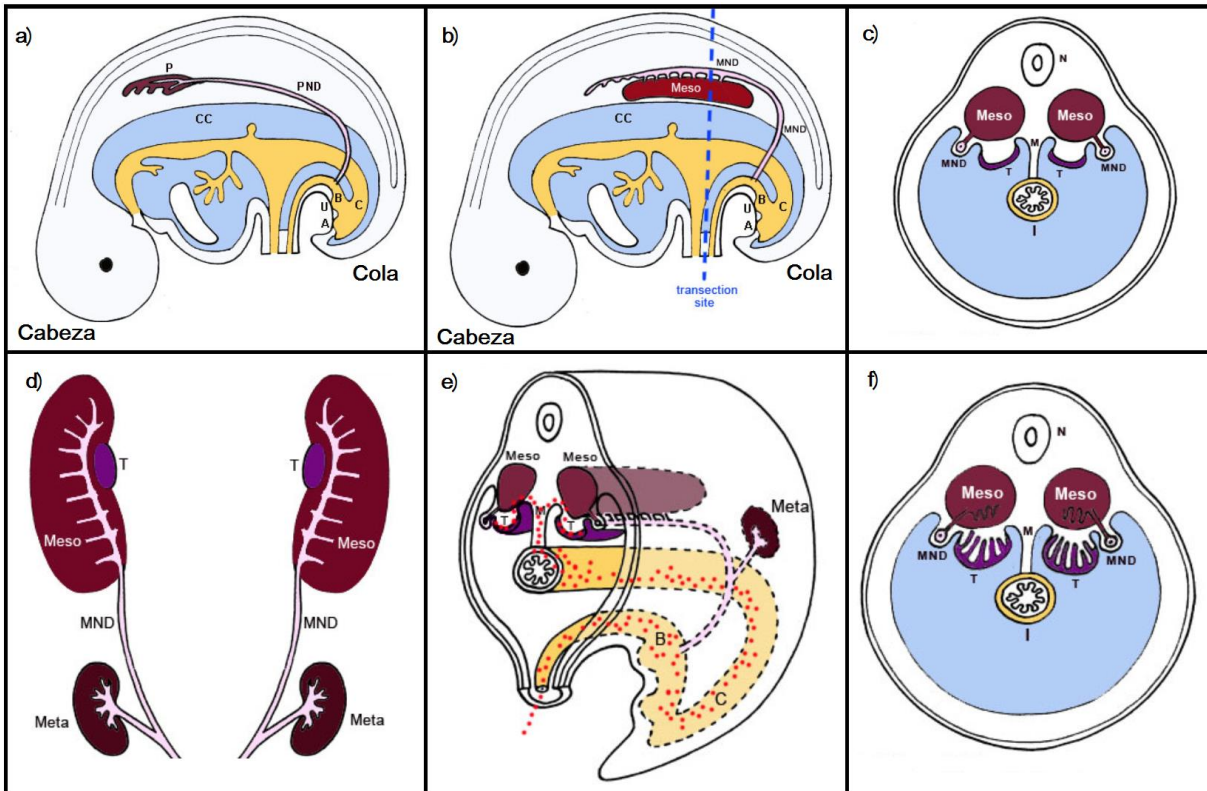 a)
P
PND
CC
B
C
U
A
Cola
Cabeza
b)
MND
Meso
CC
MND
B
C
U
A
Cola
transection
site
Cabeza
c)
N
Meso
Meso
MND
M
MND
T
T
I
d)
T
T
Meso
Meso
MND
MND
Meta
Meta
e)
Meso
Meso
M
T
T
Meta
B
C
f)
N
Meso
Meso
M
MND
MND
T
T
I